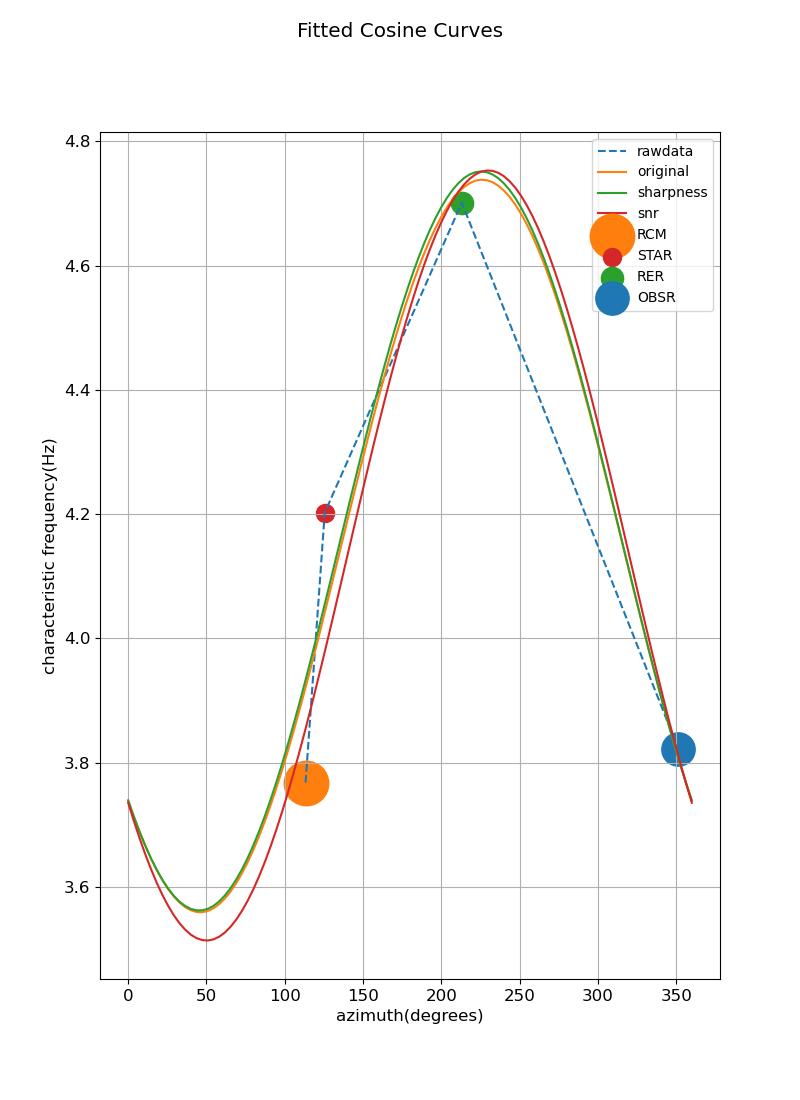 Fitted Cosine Curves
4.8
4.6
4.4
4.2
4.0
3.8
3.6
characteristic frequency(Hz)
rawdata
original
sharpness
snr
RCM
STAR
RER
OBSR
0 50 100 150 200 250 300 350
azimuth(degrees)